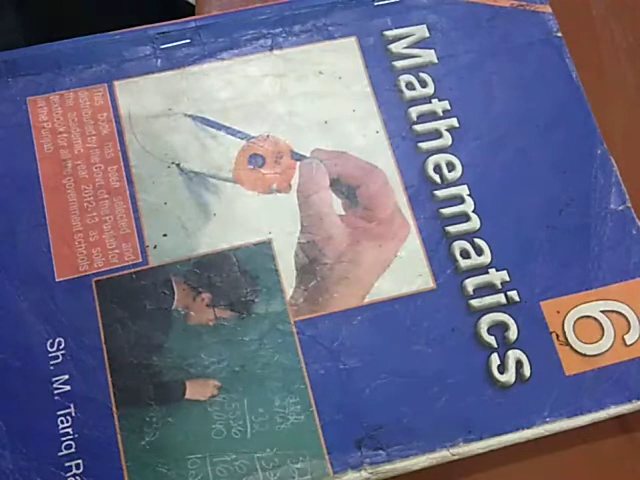 6
Mathematics
This book has been selected and
distributed by the Govt. of the Punjab for
the academic year 2012-13 as sole
textbook for all the government schools
in the Punjab
Sh. M. Tariq